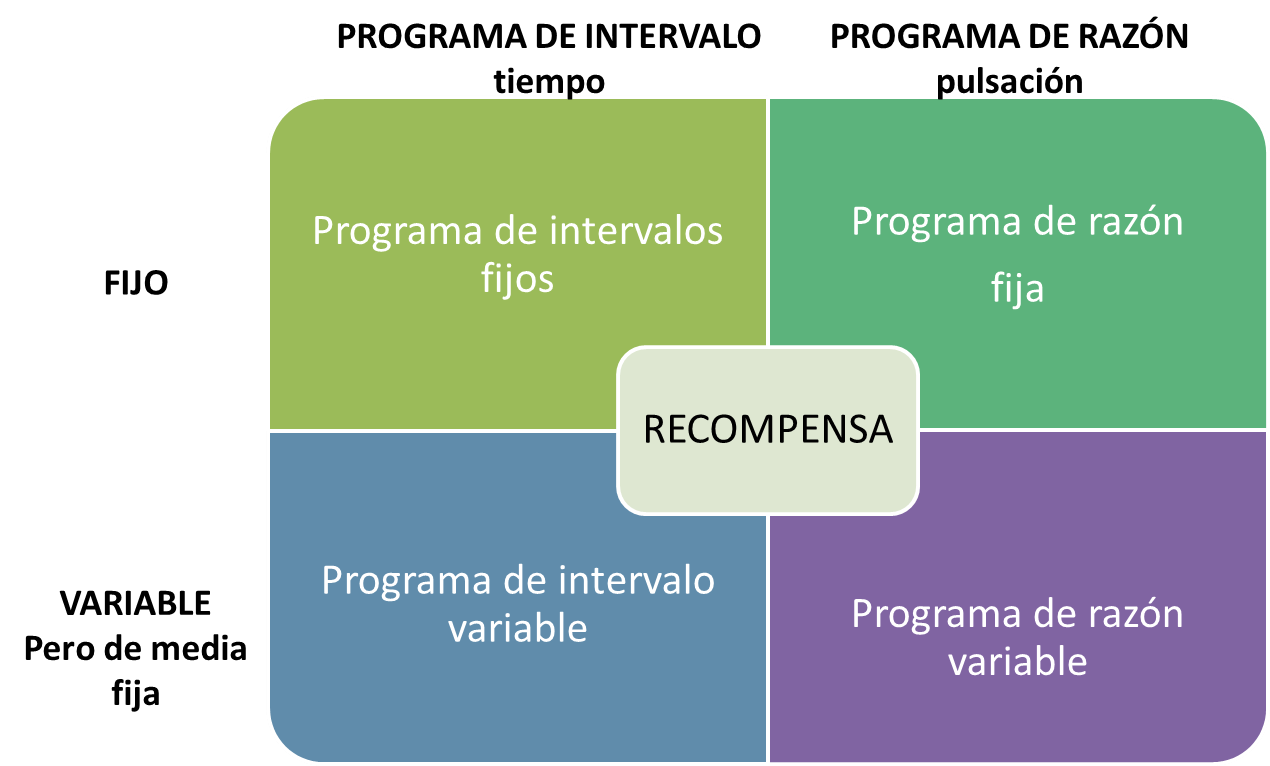 PROGRAMA DE INTERVALO
tiempo
PROGRAMA DE RAZÓN
pulsación
FIJO
Programa de intervalos
fijos
Programa de razón
fija
RECOMPENSA
VARIABLE
Pero de media
fija
Programa de intervalo
variable
Programa de razón
variable